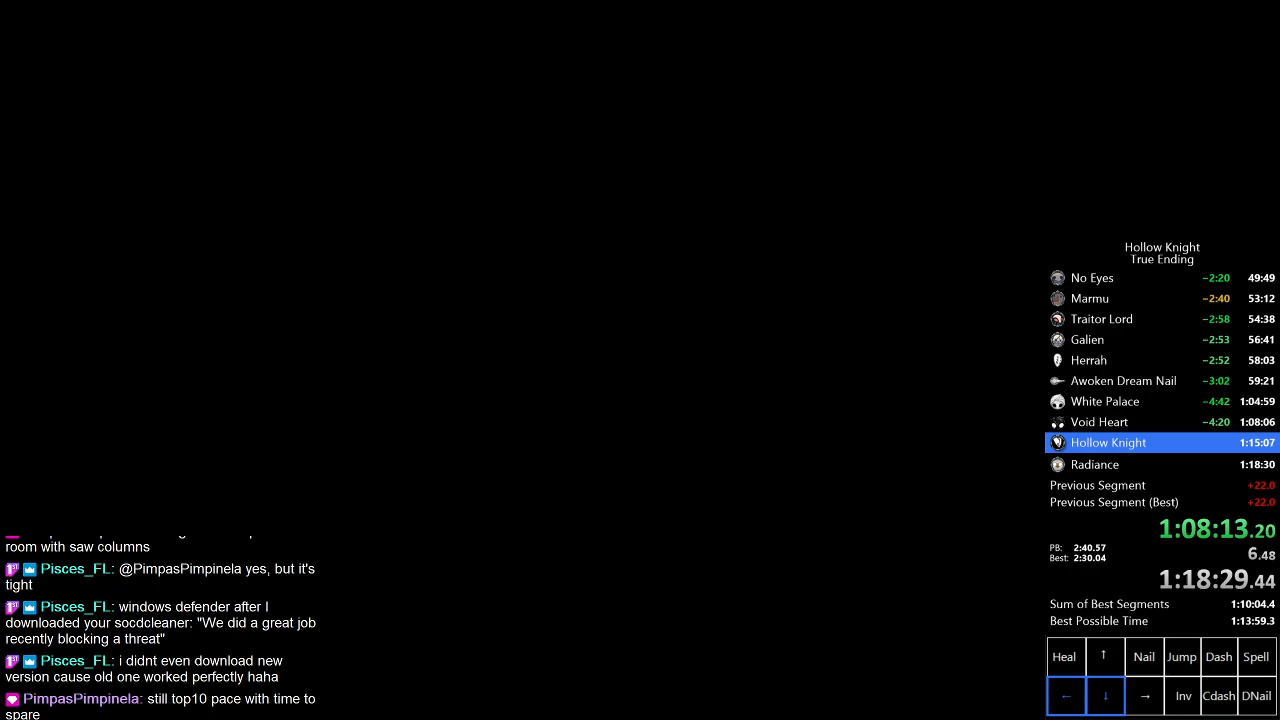 Hollow Knight
True Ending
No Eyes -2:20 49:49
Marmu -2:40 53:12
Traitor Lord -2:58 54:38
Galien -2:53 56:41
Herrah -2:52 58:03
Awoken Dream Nail -3:02 59:21
White Palace -4:42 1:04:59
Void Heart -4:20 1:08:06
Hollow Knight 1:15:07
Radiance 1:18:30
Previous Segment +22.0
Previous Segment (Best) +22.0
1:08:13.20
PB: 2:40.57 6.48
Best: 2:30.04
1:18:29.44
Sum of Best Segments 1:10:04.4
Best Possible Time 1:13:59.3
Heal ↑ Nail Jump Dash Spell
← ↓ → Inv Cdash DNail
room with saw columns
Pisces_FL: @PimpasPimpinela yes, but it's
tight
Pisces_FL: windows defender after I
downloaded your socdcleaner: "We did a great job
recently blocking a threat"
Pisces_FL: i didnt even download new
version cause old one worked perfectly haha
PimpasPimpinela: still top10 pace with time to
spare